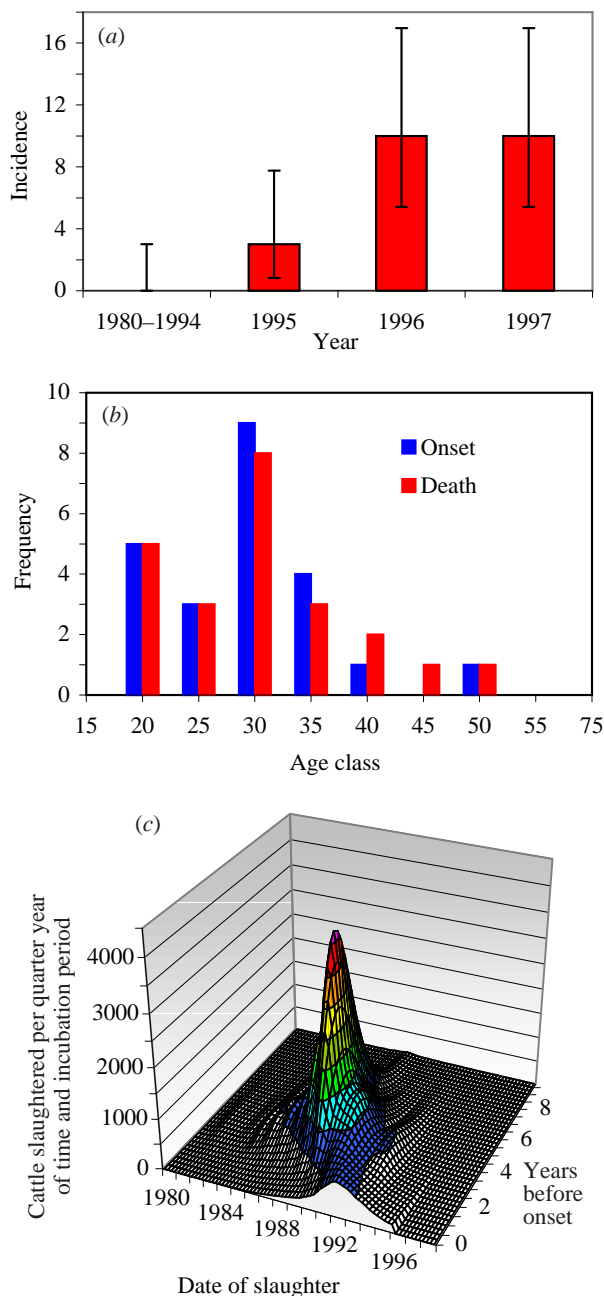 (a)
16
12
8
4
0
Incidence
1980–1994 1995 1996 1997
Year
(b)
10
8
6
4
2
0
Frequency
Onset
Death
15 20 25 30 35 40 45 50 55 75
Age class
(c)
Cattle slaughtered per quarter year
of time and incubation period
4000
3000
2000
1000
0
1980
1984
1988
1992
1996
Date of slaughter
8
6
4
2
0
Years
before
onset